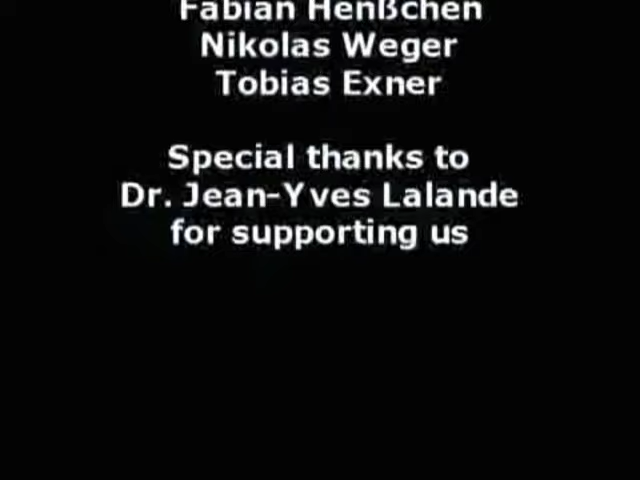 Fabian Henßchen
Nikolas Weger
Tobias Exner
Special thanks to
Dr. Jean-Yves Lalande
for supporting us